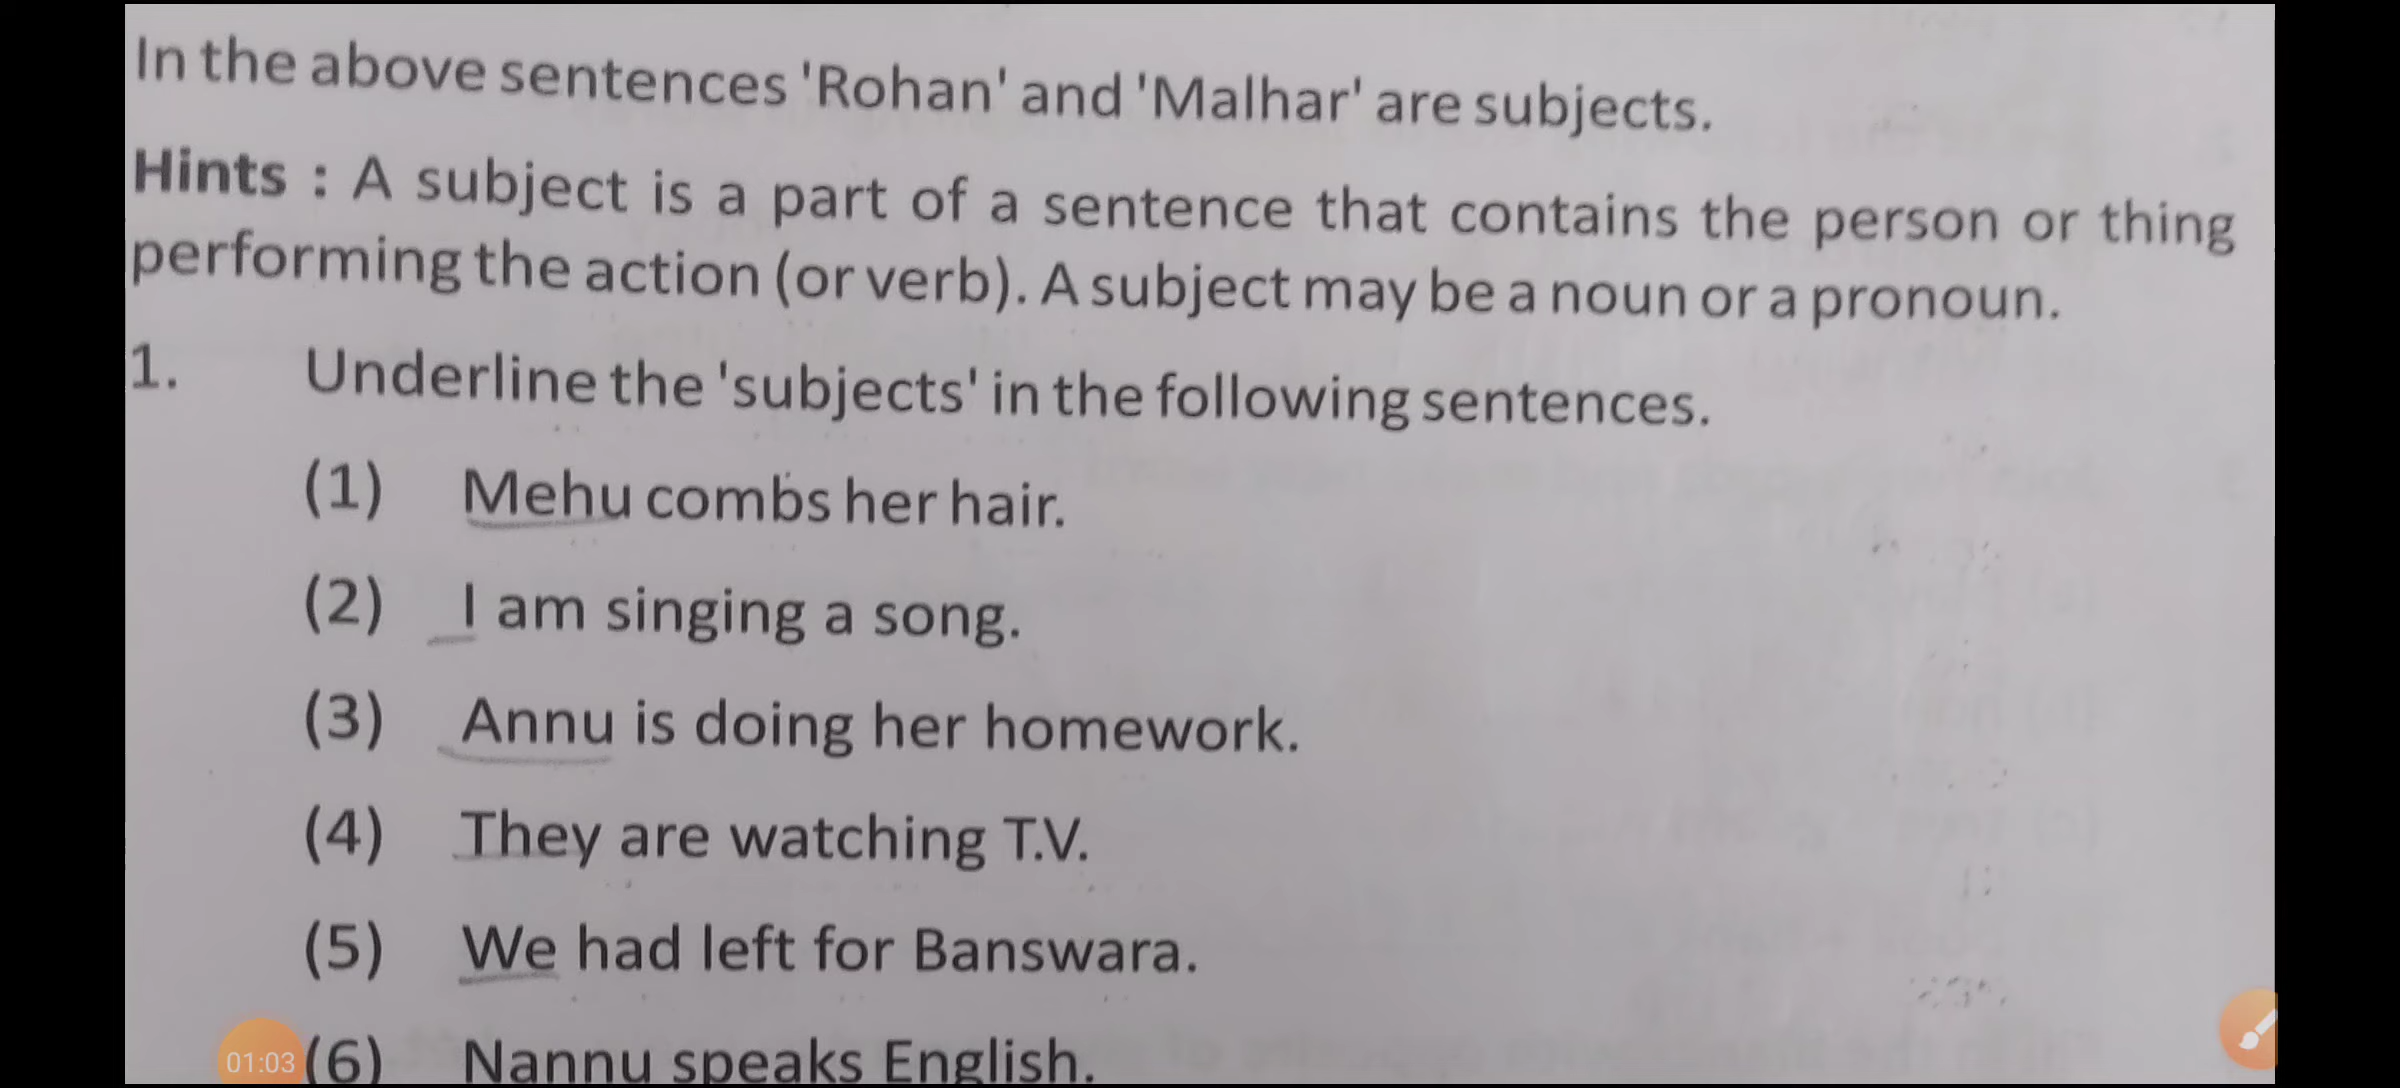 In the above sentences 'Rohan' and 'Malhar' are subjects.
Hints : A subject is a part of a sentence that contains the person or thing
performing the action (or verb). A subject may be a noun or a pronoun.
1. Underline the 'subjects' in the following sentences.
(1) Mehu combs her hair.
(2) I am singing a song.
(3) Annu is doing her homework.
(4) They are watching T.V.
(5) We had left for Banswara.
01:03 (6) Nannu speaks English.